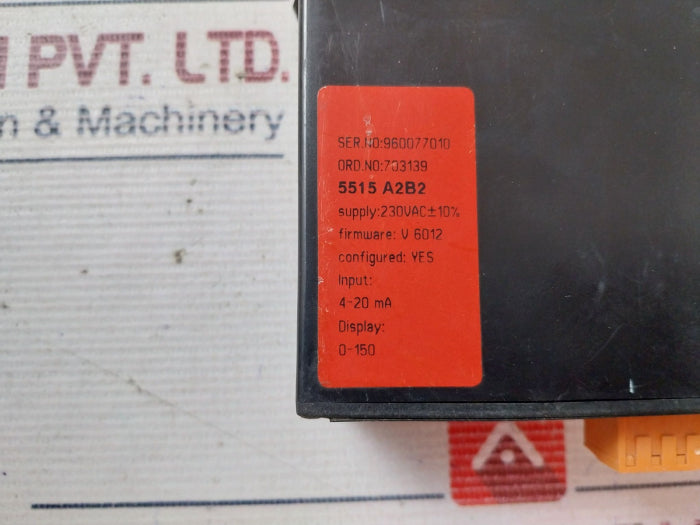 PVT. LTD.
& Machinery
SER.NO:960077010
ORD.NO:703139
5515 A2B2
supply:230VAC±10%
firmware: V 6012
configured: YES
Input:
4-20 mA
Display:
0-150